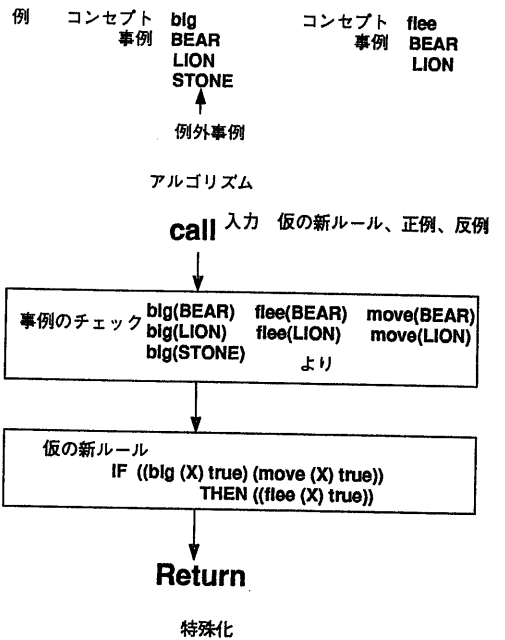 例 コンセプト big コンセプト flee
事例 BEAR 事例 BEAR
LION LION
STONE
例外事例
アルゴリズム
call 入力 仮の新ルール、正例、反例
事例のチェック big(BEAR) flee(BEAR) move(BEAR)
big(LION) flee(LION) move(LION)
big(STONE) より
仮の新ルール
IF ((big (X) true) (move (X) true))
THEN ((flee (X) true))
Return
特殊化